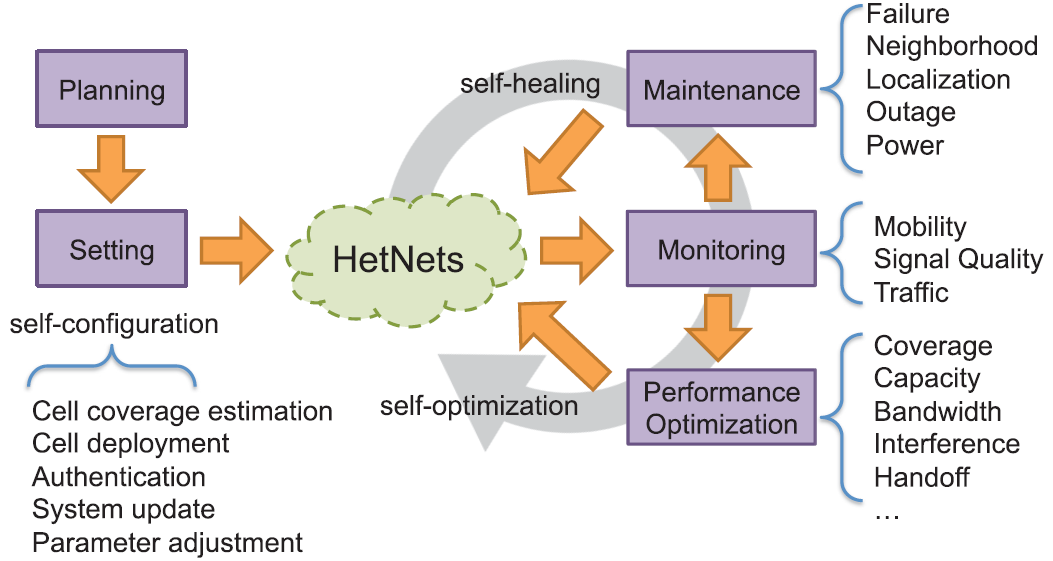 Planning
Setting
self-configuration
Cell coverage estimation
Cell deployment
Authentication
System update
Parameter adjustment
HetNets
self-healing
self-optimization
Maintenance
Failure
Neighborhood
Localization
Outage
Power
Monitoring
Mobility
Signal Quality
Traffic
Performance
Optimization
Coverage
Capacity
Bandwidth
Interference
Handoff
...